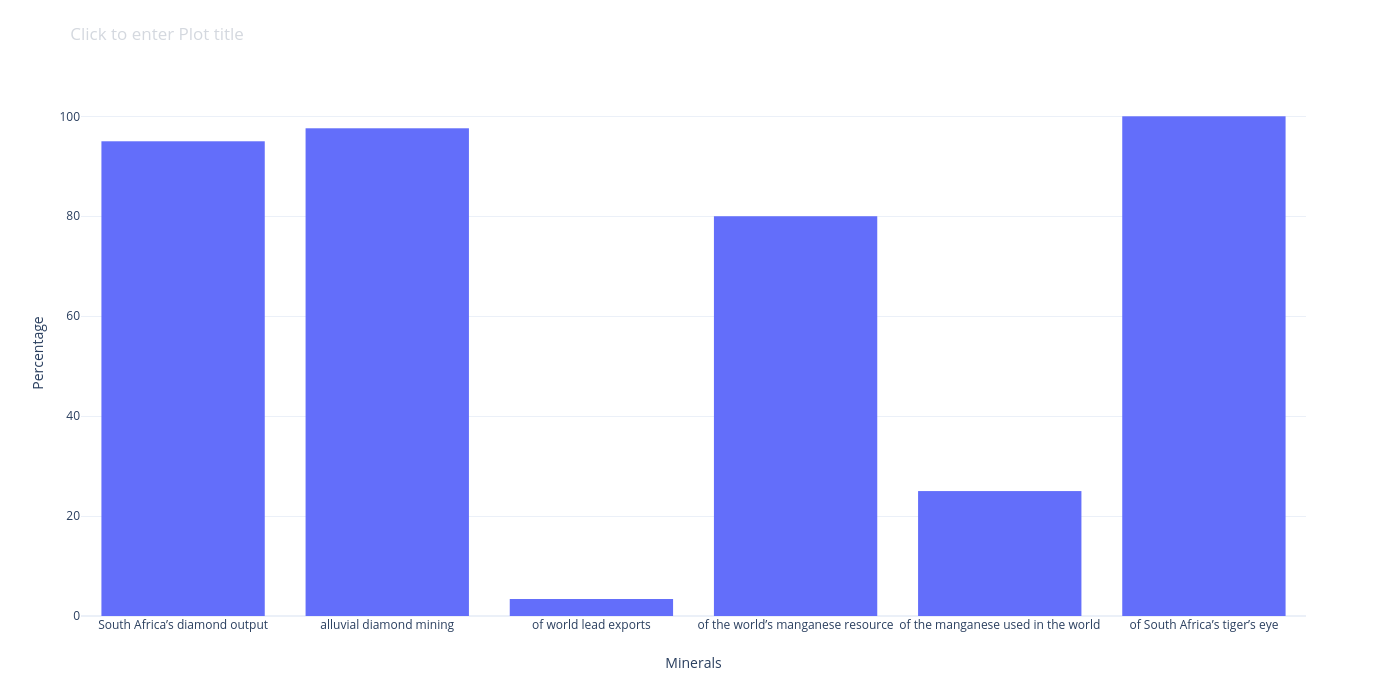 Click to enter Plot title
100
80
60
40
20
0
Percentage
South Africa’s diamond output
alluvial diamond mining
of world lead exports
of the world’s manganese resource
of the manganese used in the world
of South Africa’s tiger’s eye
Minerals